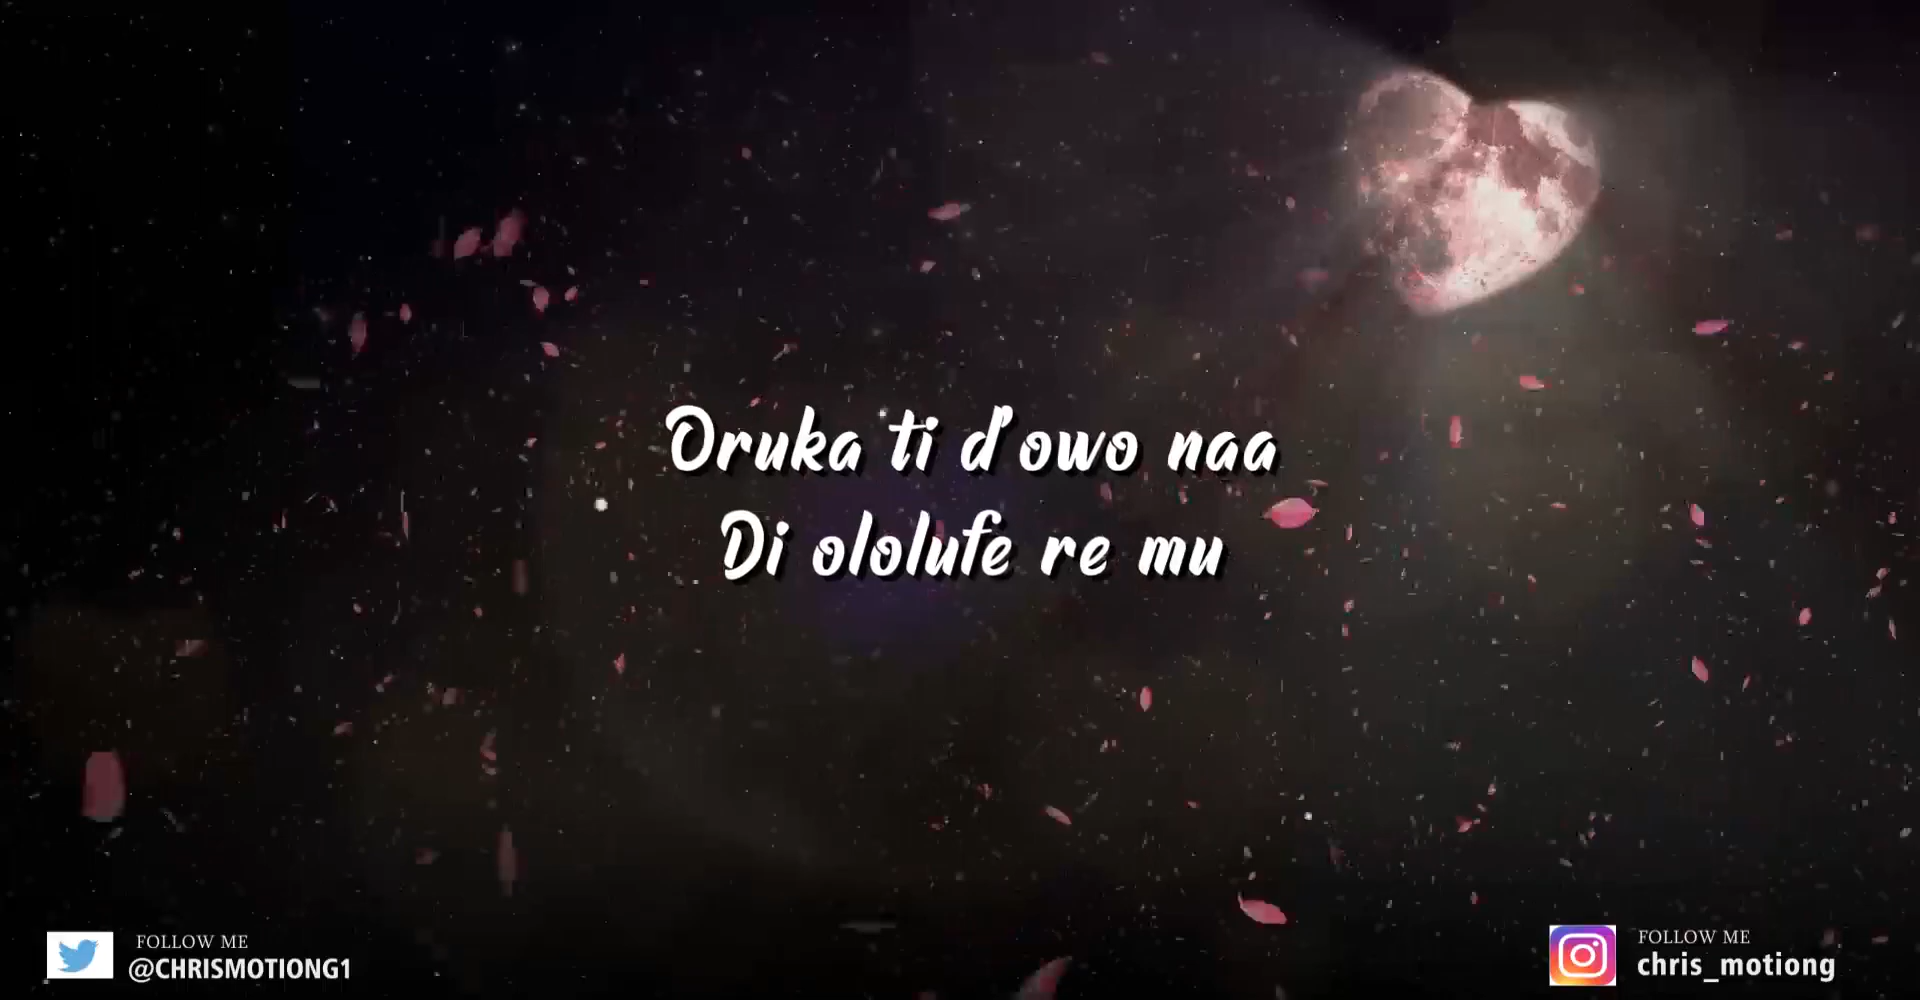 Oruka ti d'owo naa
Di ololufe re mu
FOLLOW ME
@CHRISMOTIONG1
FOLLOW ME
chris_motiong